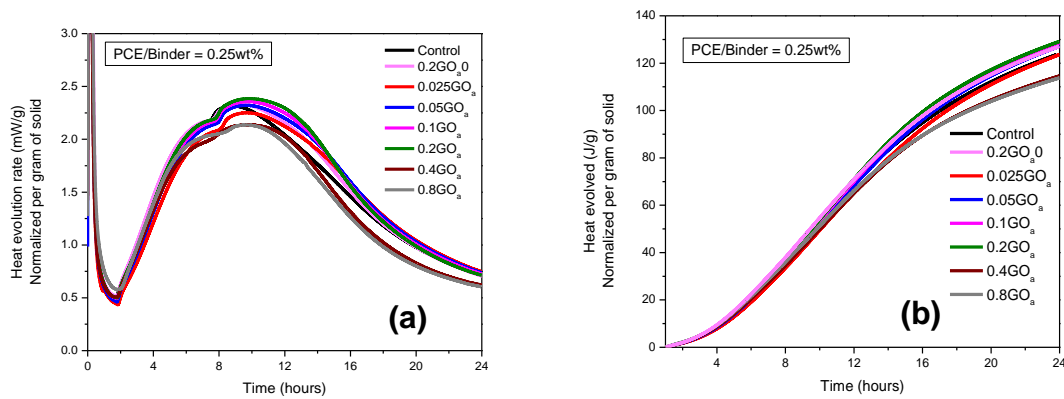 3.0
2.5
2.0
1.5
1.0
0.5
0.0
Heat evolution rate (mW/g)
Normalized per gram of solid
PCE/Binder = 0.25wt%
Control
0.2GOa0
0.025GOa
0.05GOa
0.1GOa
0.2GOa
0.4GOa
0.8GOa
(a)
0 4 8 12 16 20 24
Time (hours)
140
120
100
80
60
40
20
0
Heat evolved (J/g)
Normalized per gram of solid
PCE/Binder = 0.25wt%
Control
0.2GOa0
0.025GOa
0.05GOa
0.1GOa
0.2GOa
0.4GOa
0.8GOa
(b)
4 8 12 16 20 24
Time (hours)